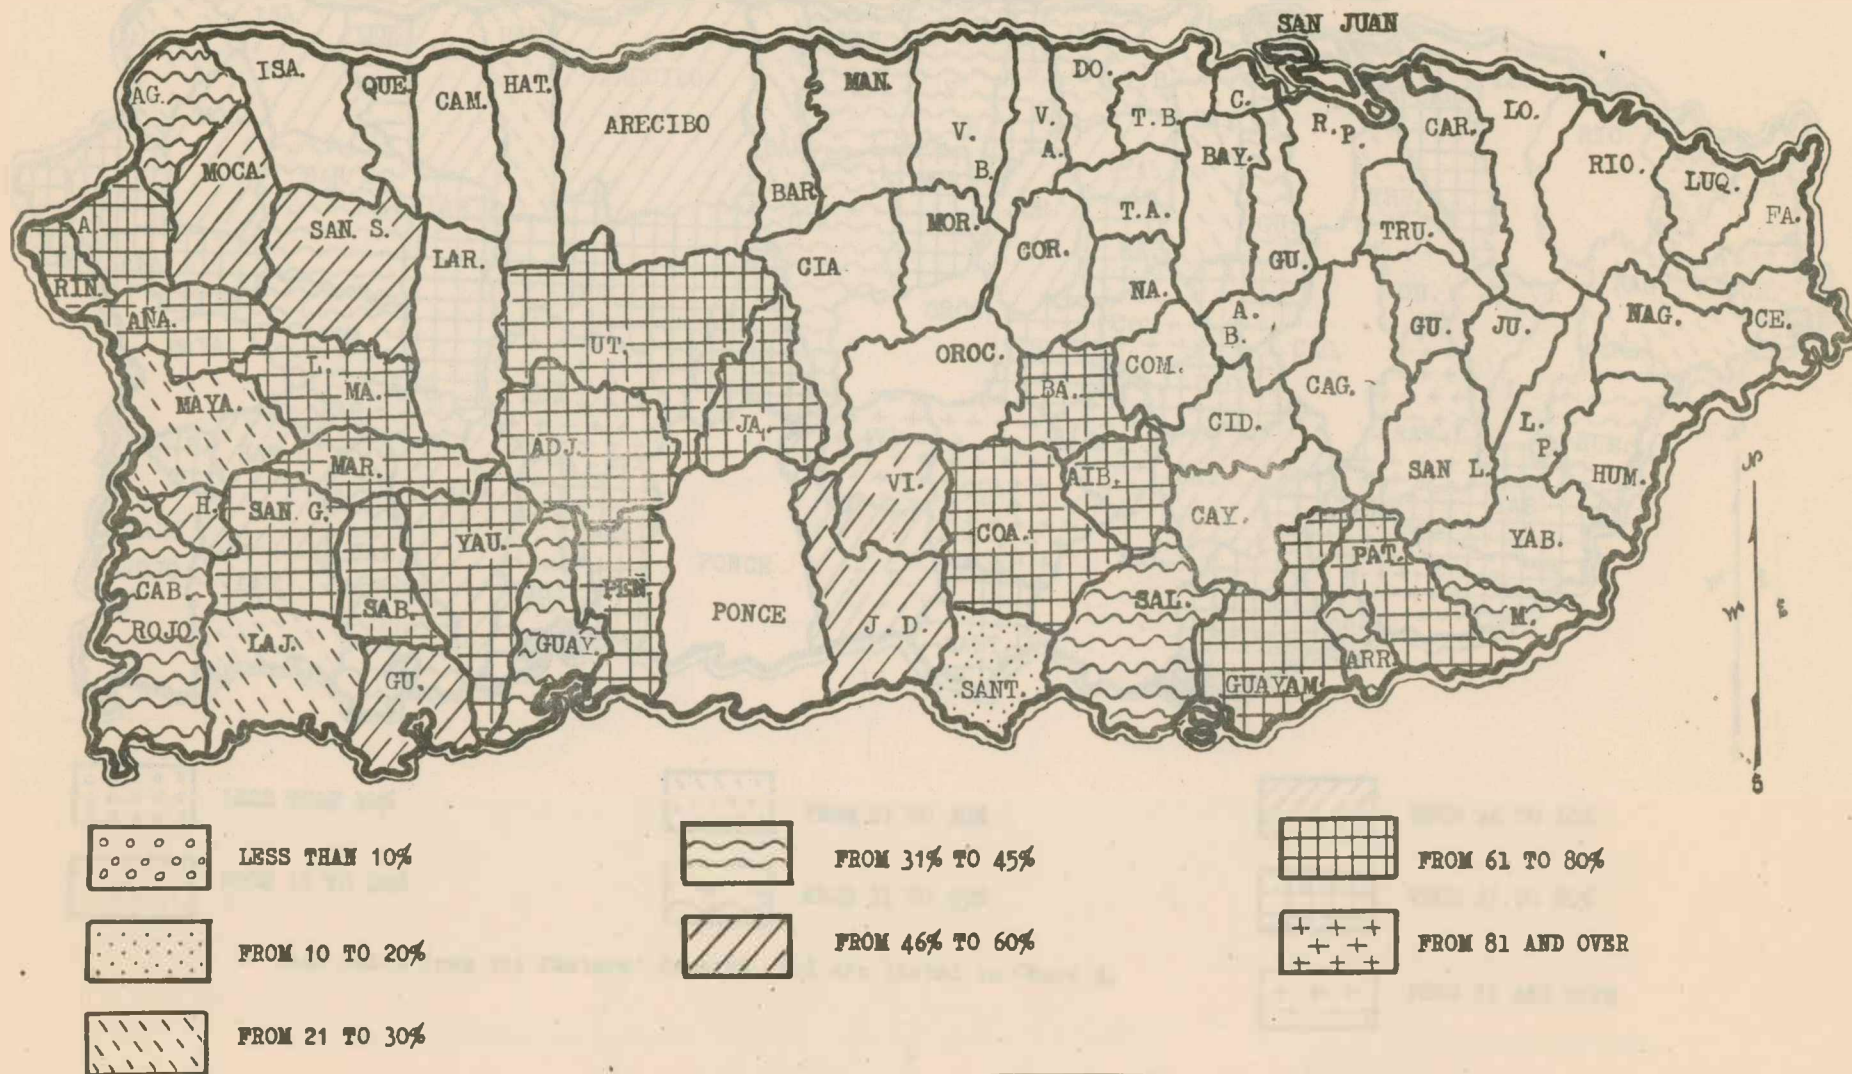 SAN JUAN
ISA.
QUE.
CAM.
HAT.
ARECIBO
BAR.
MAN.
V.
B.
V.
A.
DO.
T.B.
C.
R.
P.
CAR.
LO.
RIO.
LUQ.
FA.
AG.
MOCA.
SAN. S.
LAR.
CIA
MOR.
COR.
T.A.
NA.
BAY.
GU.
TRU.
A.
RIN.
AÑA.
UT.
OROC.
A.
B.
GU.
JU.
NAG.
CE.
L.
MA.
MAYA.
ADJ.
JA.
BA.
COM.
CID.
CAG.
L.
P.
HUM.
MAR.
H.
SAN G.
YAU.
VI.
COA.
AIB.
CAY.
SAN L.
YAB.
PAT.
CAB.
ROJO
SAB.
GUAY.
PEÑ.
PONCE
PONCE
J. D.
SAL.
M.
LAJ.
GU.
SANT.
GUAYAM.
ARR.
N
W
E
S
LESS THAN 10%
FROM 10 TO 20%
FROM 21 TO 30%
FROM 31% TO 45%
FROM 46% TO 60%
FROM 61 TO 80%
FROM 81 AND OVER